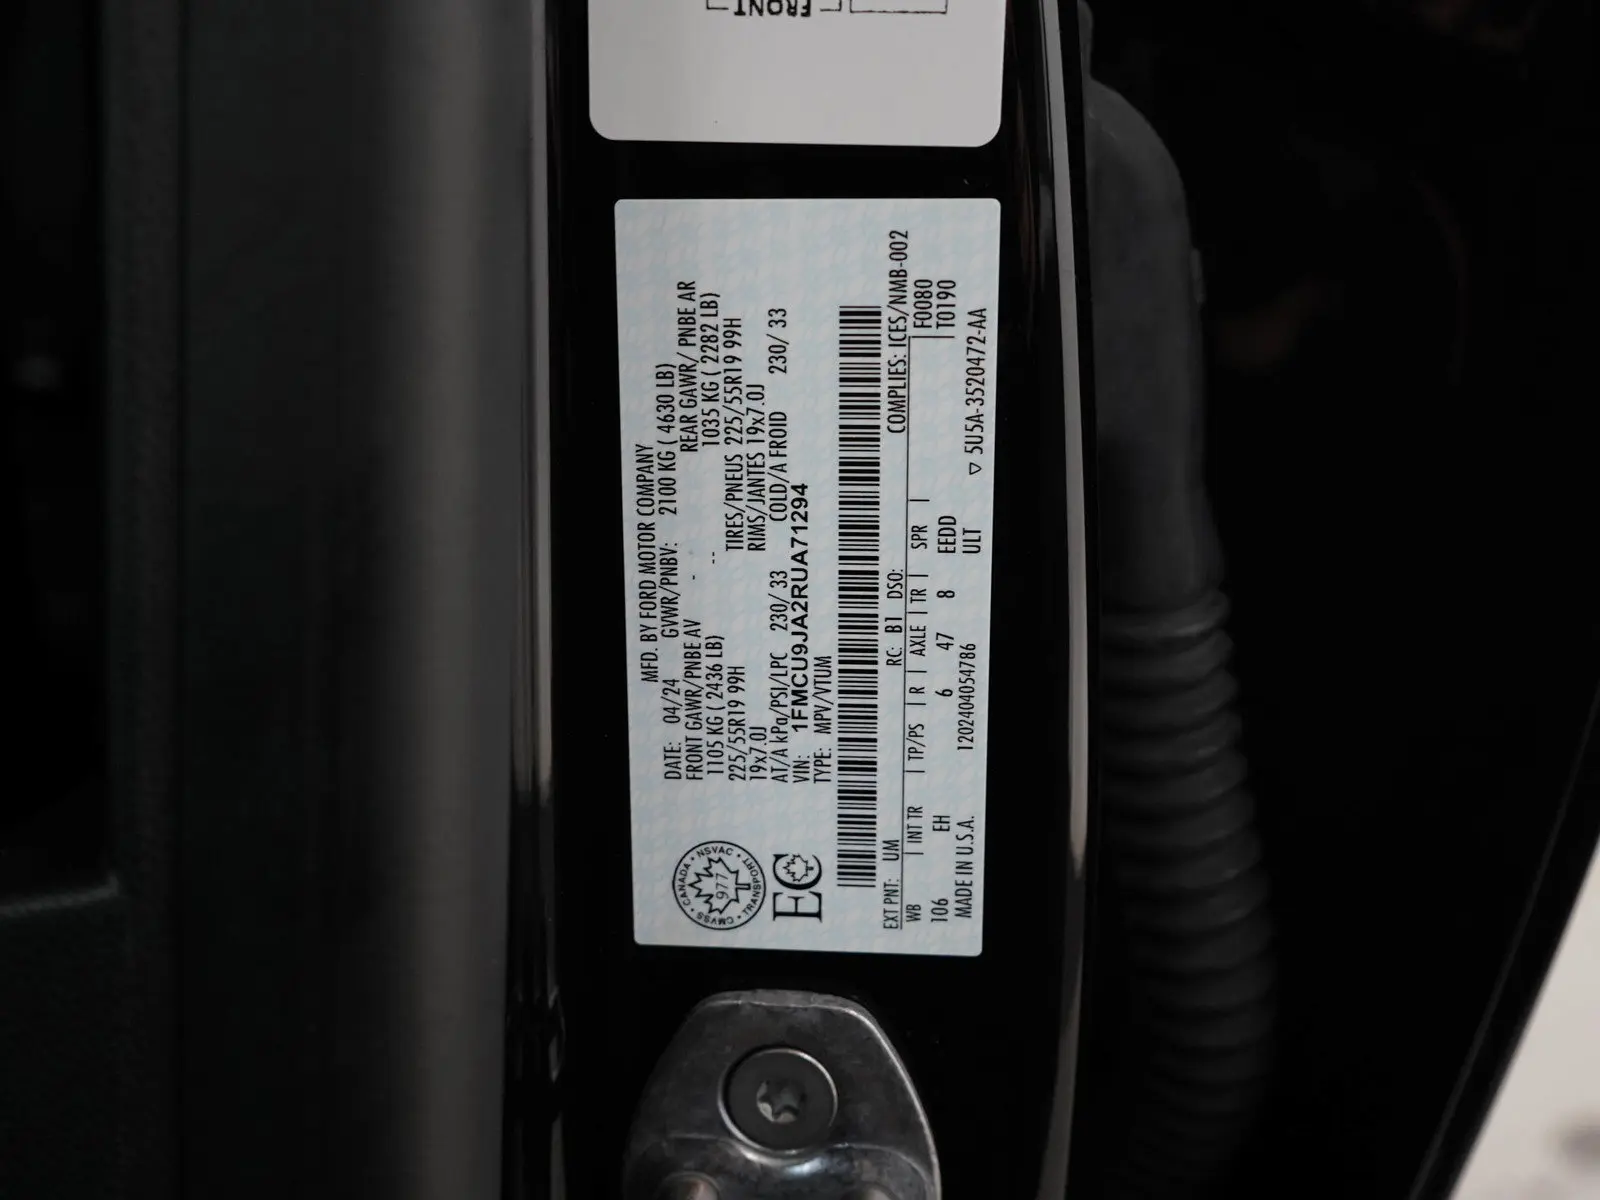 FRONT
MFD. BY FORD MOTOR COMPANY
DATE: 04/24 GVWR/PNBV: 2100 KG ( 4630 LB)
FRONT GAWR/PNBE AV - REAR GAWR/ PNBE AR
1105 KG ( 2436 LB) -- 1035 KG ( 2282 LB)
225/55R19 99H TIRES/PNEUS 225/55R19 99H
19x7.0J RIMS/JANTES 19x7.0J
AT/A kPa/PSI/LPC 230/ 33 COLD/A FROID 230/ 33
VIN: 1FMCU9JA2RUA71294
TYPE: MPV/VTUM
CANADA • NSVAC • TRANSPORT • CMVSS •
977
EC
COMPLIES: ICES/NMB-002
EXT PNT: UM RC: B1 DSO: F0080
WB | INT TR | TP/PS | R | AXLE | TR | SPR | T0190
106 EH 6 47 8 EEDD
MADE IN U.S.A. 1202404054786 ULT ▽ 5U5A-3520472-AA